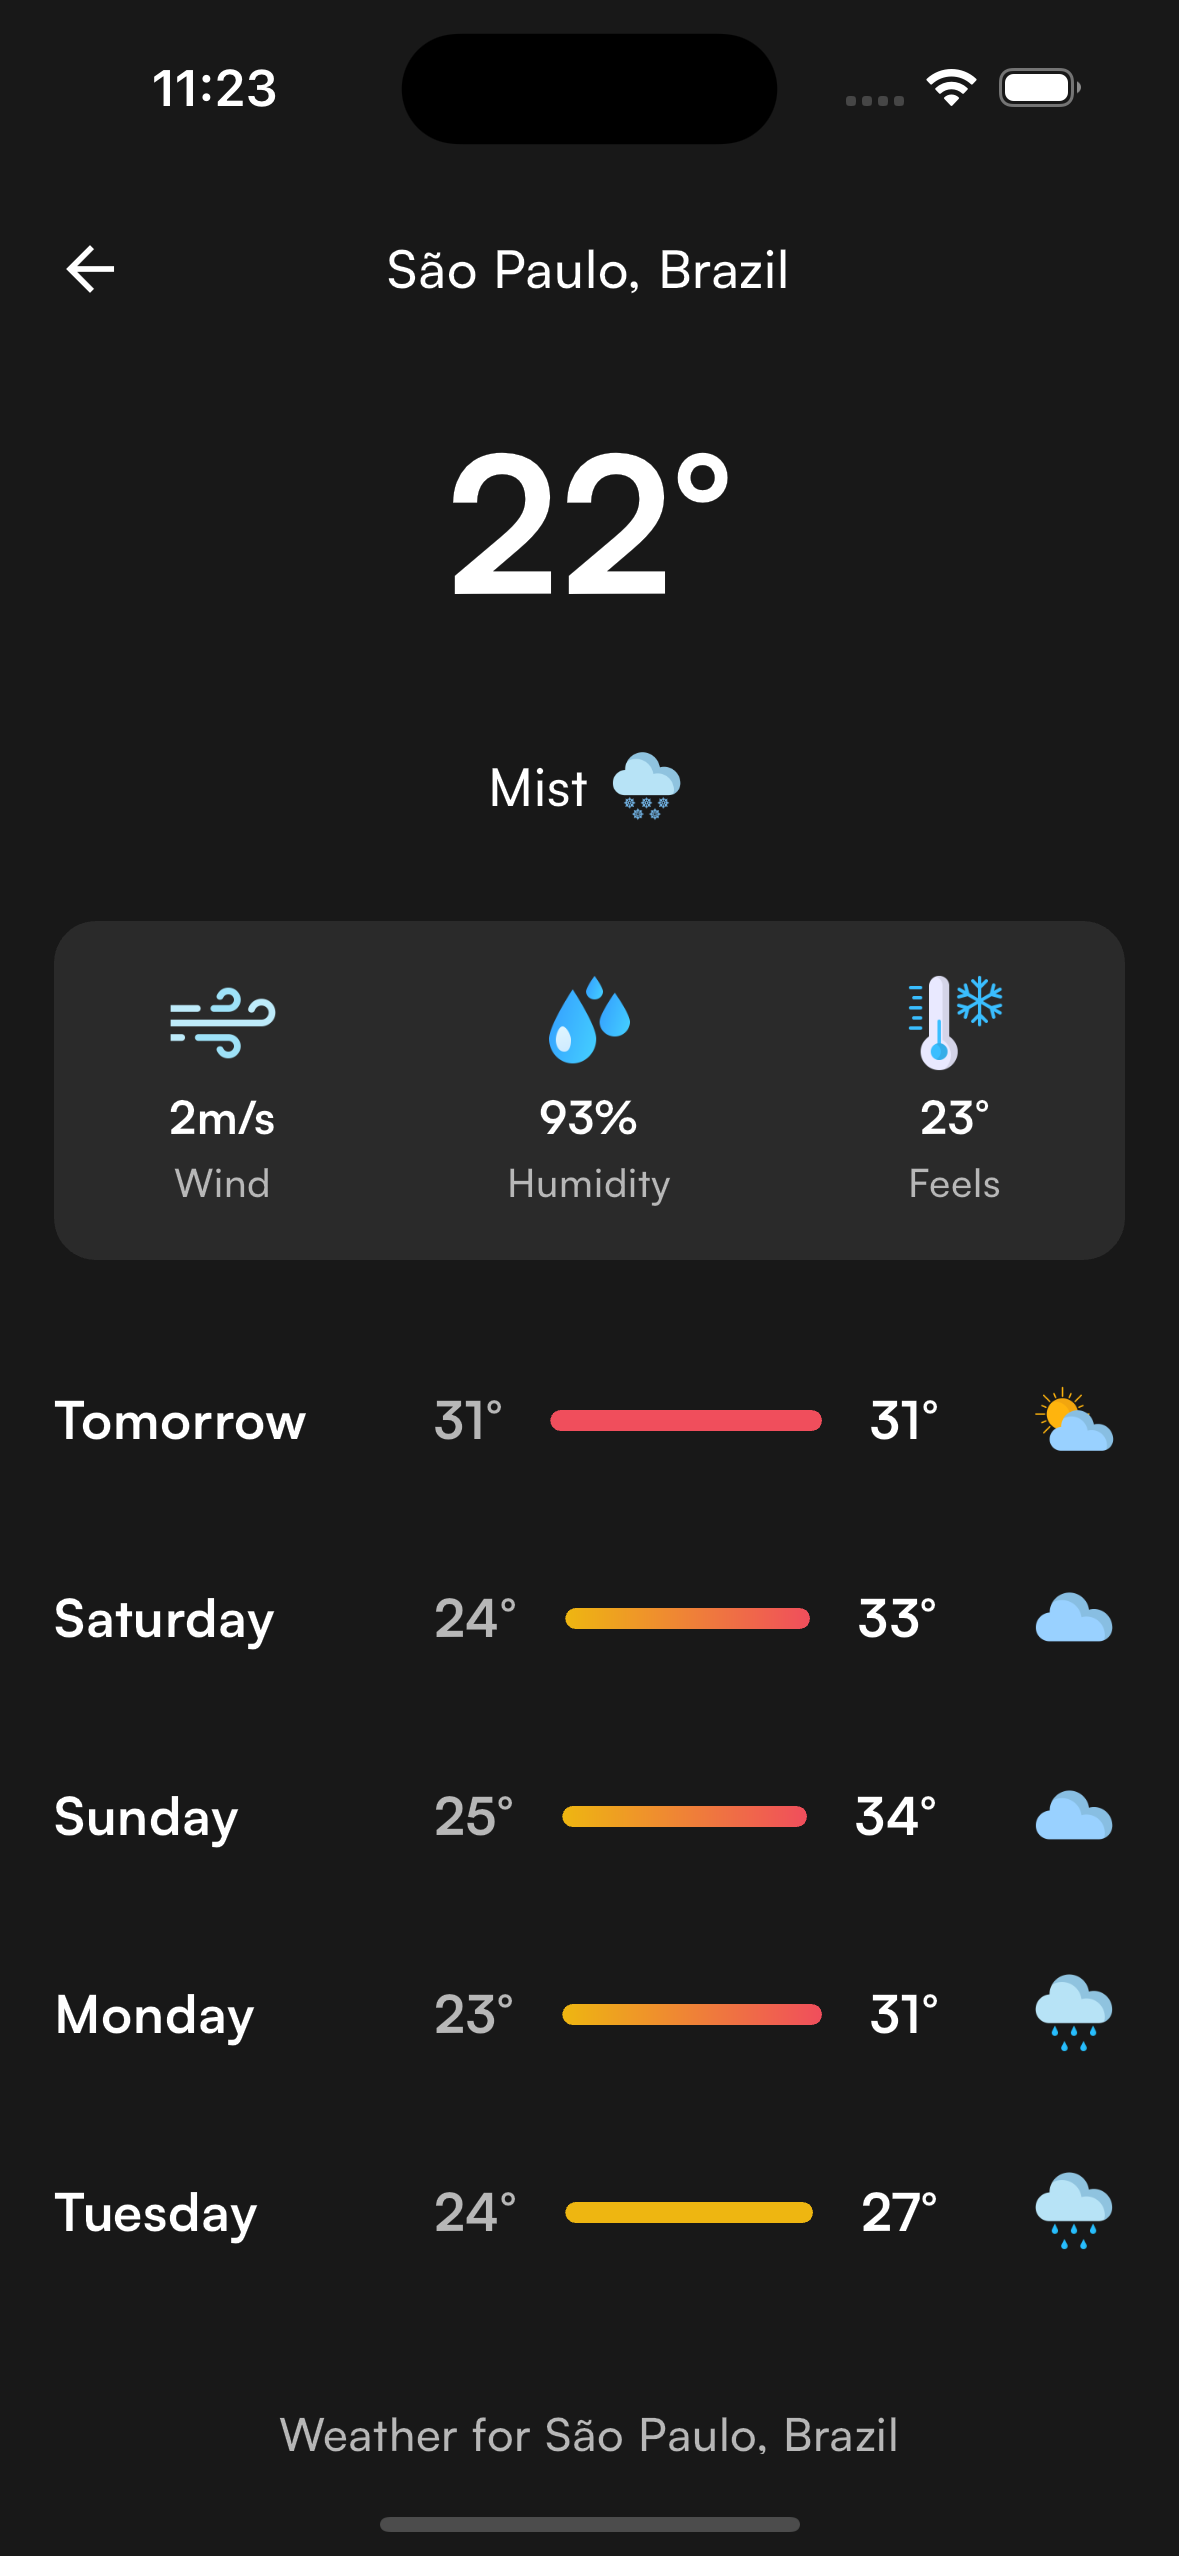 11:23
São Paulo, Brazil
22°
Mist
2m/s 93% 23°
Wind Humidity Feels
Tomorrow 31° 31°
Saturday 24° 33°
Sunday 25° 34°
Monday 23° 31°
Tuesday 24° 27°
Weather for São Paulo, Brazil